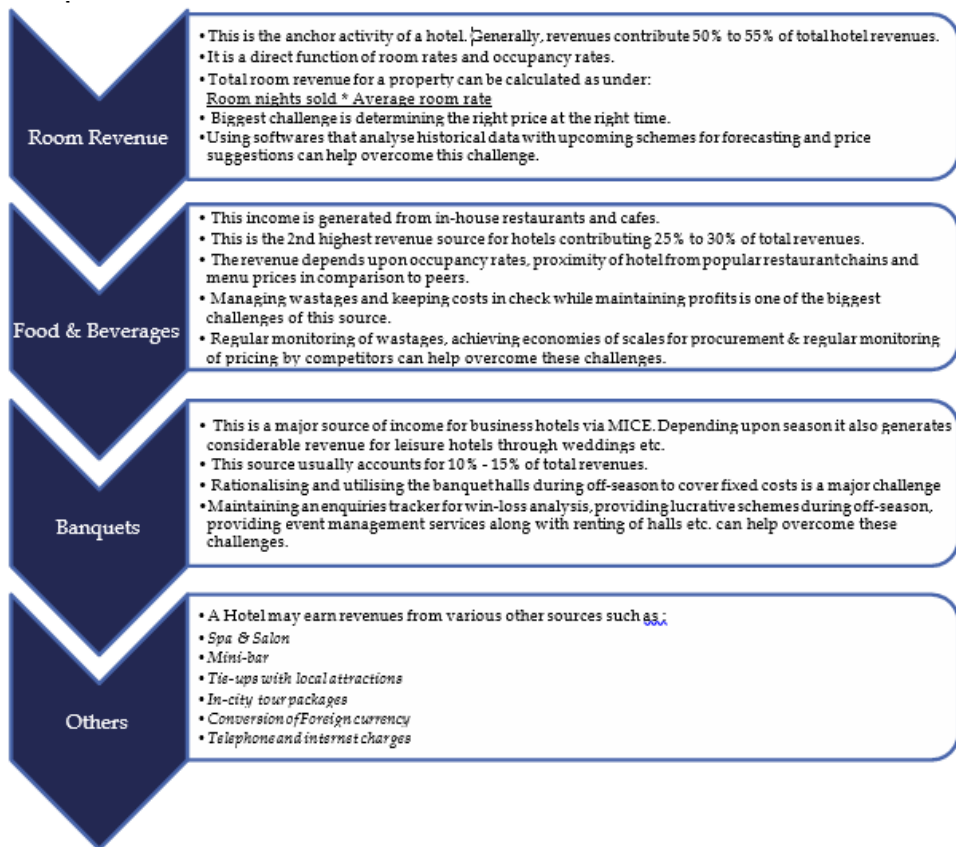 Room Revenue
• This is the anchor activity of a hotel. Generally, revenues contribute 50% to 55% of total hotel revenues.
• It is a direct function of room rates and occupancy rates.
• Total room revenue for a property can be calculated as under:
Room nights sold * Average room rate
• Biggest challenge is determining the right price at the right time.
• Using softwares that analyse historical data with upcoming schemes for forecasting and price
suggestions can help overcome this challenge.
Food & Beverages
• This income is generated from in-house restaurants and cafes.
• This is the 2nd highest revenue source for hotels contributing 25% to 30% of total revenues.
• The revenue depends upon occupancy rates, proximity of hotel from popular restaurant chains and
menu prices in comparison to peers.
• Managing wastages and keeping costs in check while maintaining profits is one of the biggest
challenges of this source.
• Regular monitoring of wastages, achieving economies of scales for procurement & regular monitoring
of pricing by competitors can help overcome these challenges.
Banquets
• This is a major source of income for business hotels via MICE. Depending upon season it also generates
considerable revenue for leisure hotels through weddings etc.
• This source usually accounts for 10% - 15% of total revenues.
• Rationalising and utilising the banquet halls during off-season to cover fixed costs is a major challenge
• Maintaining an enquiries tracker for win-loss analysis, providing lucrative schemes during off-season,
providing event management services along with renting of halls etc. can help overcome these
challenges.
Others
• A Hotel may earn revenues from various other sources such as :
• Spa & Salon
• Mini-bar
• Tie-ups with local attractions
• In-city tour packages
• Conversion of Foreign currency
• Telephone and internet charges